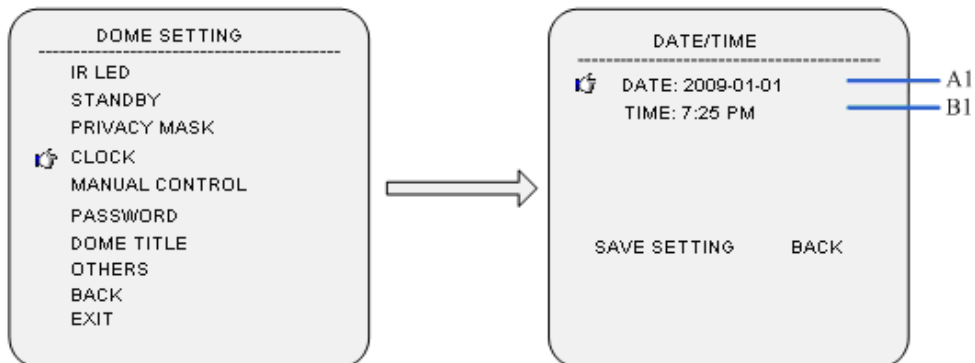 DOME SETTING
IR LED
STANDBY
PRIVACY MASK
CLOCK
MANUAL CONTROL
PASSWORD
DOME TITLE
OTHERS
BACK
EXIT
DATE/TIME
DATE: 2009-01-01
A1
TIME: 7:25 PM
B1
SAVE SETTING BACK